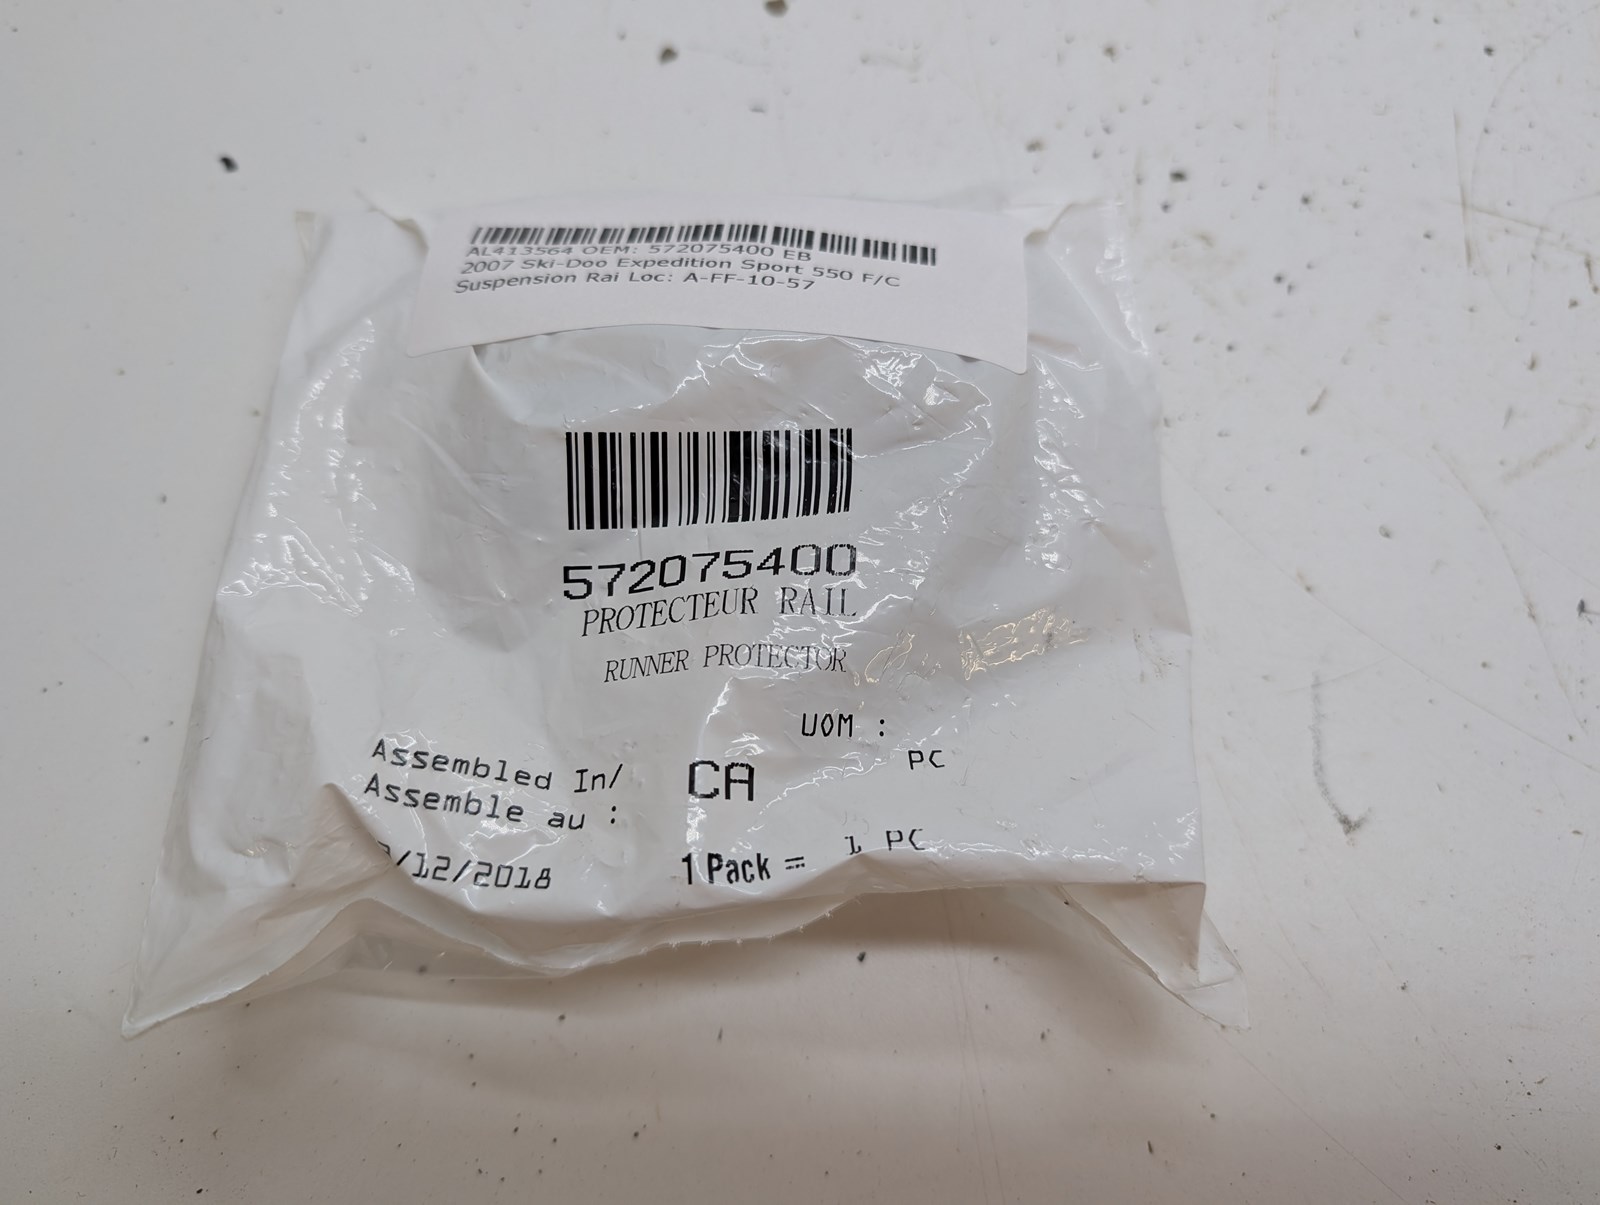 AL413564 OEM: 572075400 EB
2007 Ski-Doo Expedition Sport 550 F/C
Suspension Rai Loc: A-FF-10-57
572075400
PROTECTEUR RAIL
RUNNER PROTECTOR
UOM :
PC
Assembled In/
Assemble au :
CA
/12/2018
1 Pack = 1 PC